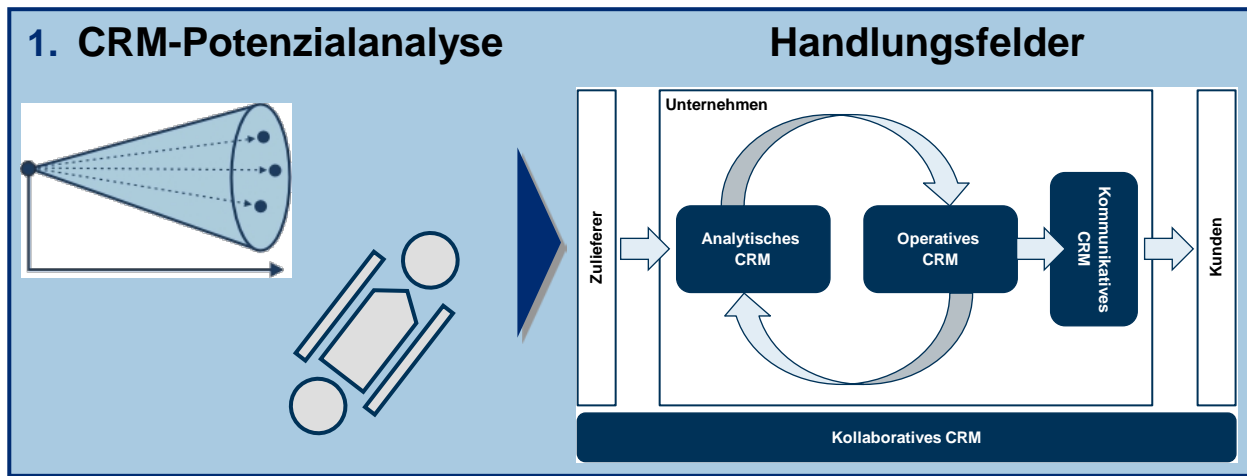 1. CRM-Potenzialanalyse
Handlungsfelder
Zulieferer
Unternehmen
Analytisches
CRM
Operatives
CRM
Kommunikatives
CRM
Kunden
Kollaboratives CRM